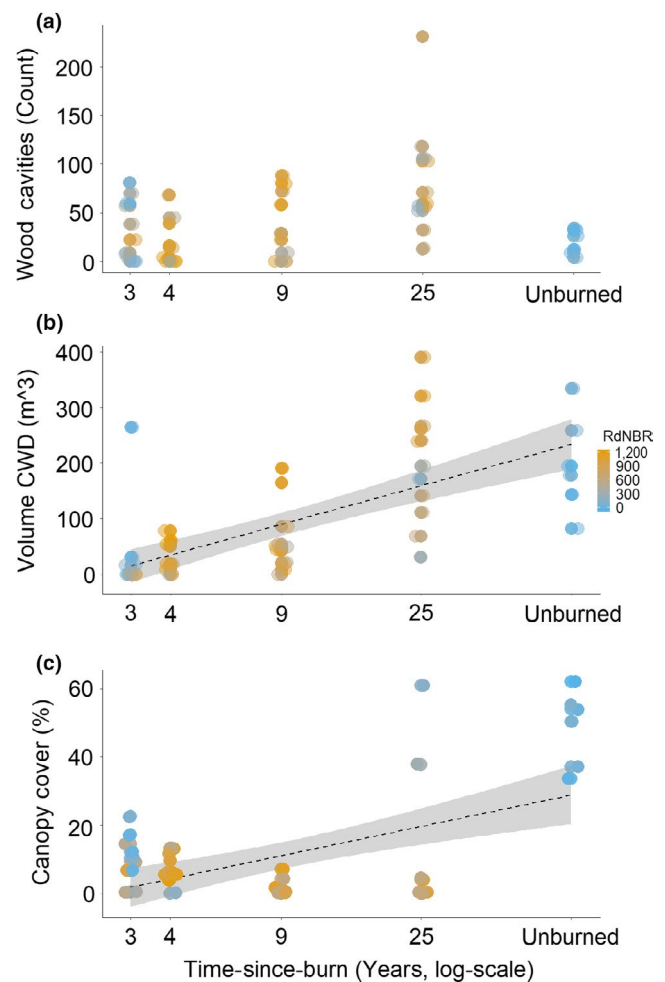 (a)
Wood cavities (Count)
200
150
100
50
0
3 4 9 25 Unburned
(b)
Volume CWD (m^3)
400
300
200
100
0
RdNBR
1,200
900
600
300
0
3 4 9 25 Unburned
(c)
Canopy cover (%)
60
40
20
0
3 4 9 25 Unburned
Time-since-burn (Years, log-scale)